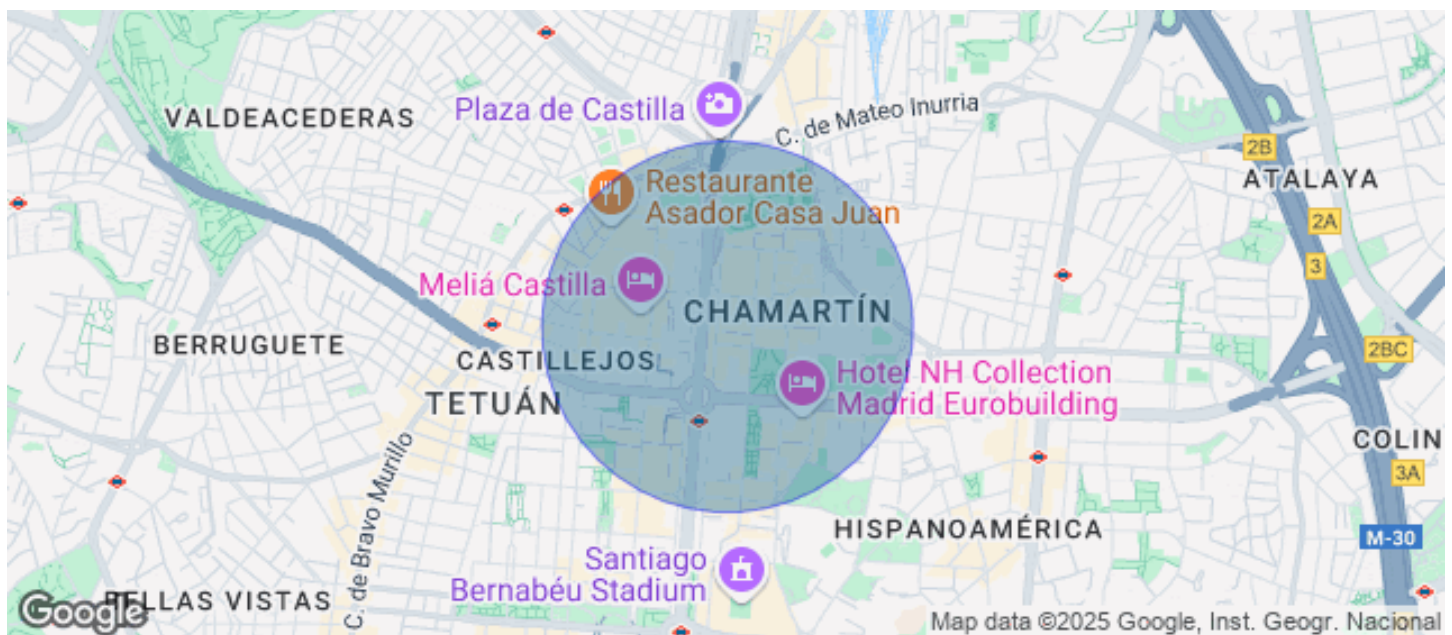 VALDEACEDERAS
Plaza de Castilla
C. de Mateo Inurria
2B
ATALAYA
Restaurante
Asador Casa Juan
2A
3
Meliá Castilla
CHAMARTÍN
BERRUGUETE
CASTILLEJOS
2BC
Hotel NH Collection
Madrid Eurobuilding
TETUÁN
COLIN
3A
C. de Bravo Murillo
HISPANOAMÉRICA
M-30
Santiago
Bernabéu Stadium
Google
BELLAS VISTAS
Map data ©2025 Google, Inst. Geogr. Nacional